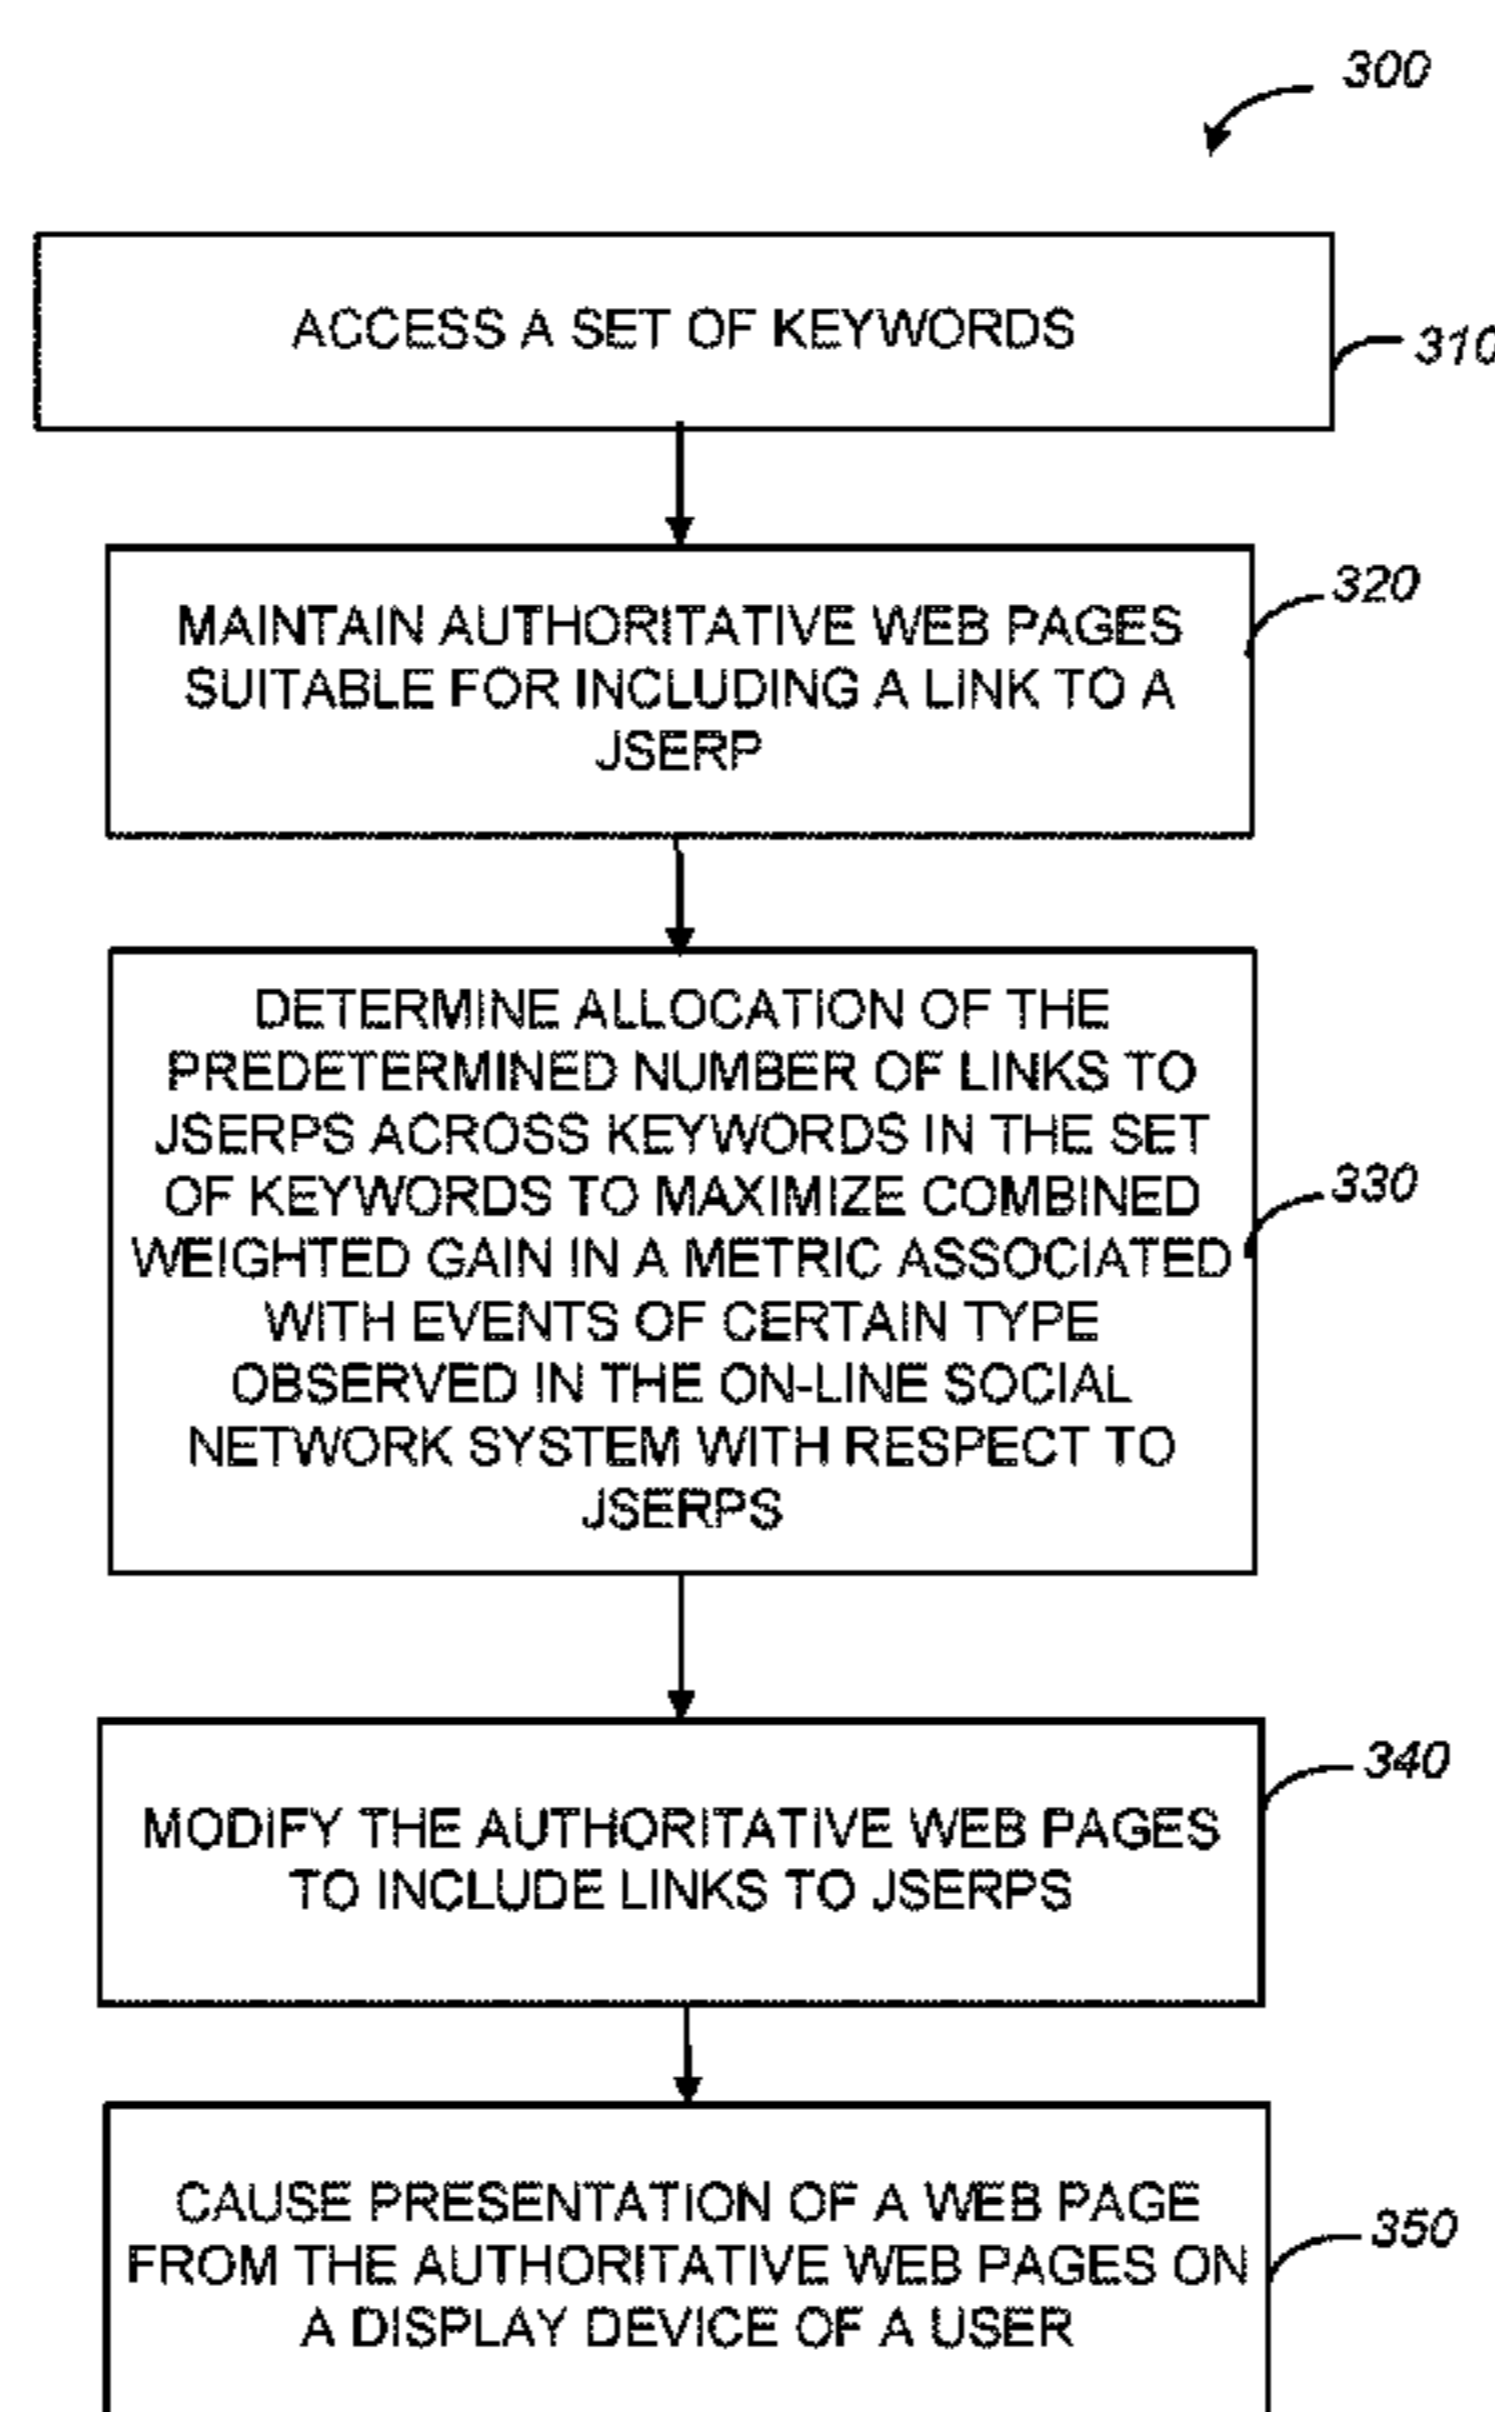 300
ACCESS A SET OF KEYWORDS
310
MAINTAIN AUTHORITATIVE WEB PAGES
SUITABLE FOR INCLUDING A LINK TO A
JSERP
320
DETERMINE ALLOCATION OF THE
PREDETERMINED NUMBER OF LINKS TO
JSERPS ACROSS KEYWORDS IN THE SET
OF KEYWORDS TO MAXIMIZE COMBINED
WEIGHTED GAIN IN A METRIC ASSOCIATED
WITH EVENTS OF CERTAIN TYPE
OBSERVED IN THE ON-LINE SOCIAL
NETWORK SYSTEM WITH RESPECT TO
JSERPS
330
MODIFY THE AUTHORITATIVE WEB PAGES
TO INCLUDE LINKS TO JSERPS
340
CAUSE PRESENTATION OF A WEB PAGE
FROM THE AUTHORITATIVE WEB PAGES ON
A DISPLAY DEVICE OF A USER
350